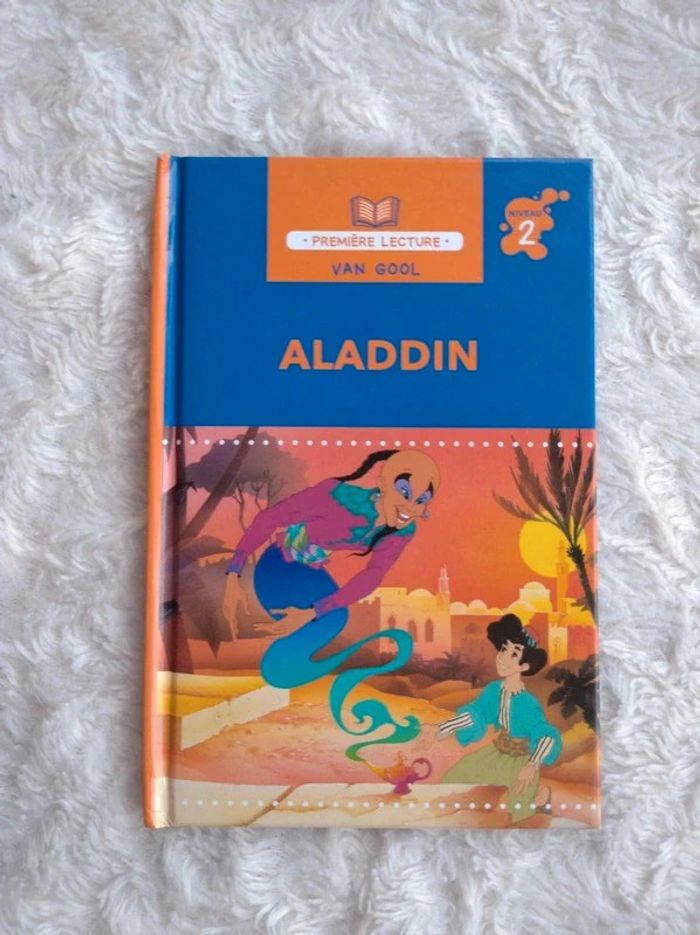 · PREMIÈRE LECTURE ·
VAN GOOL
NIVEAU
2
ALADDIN